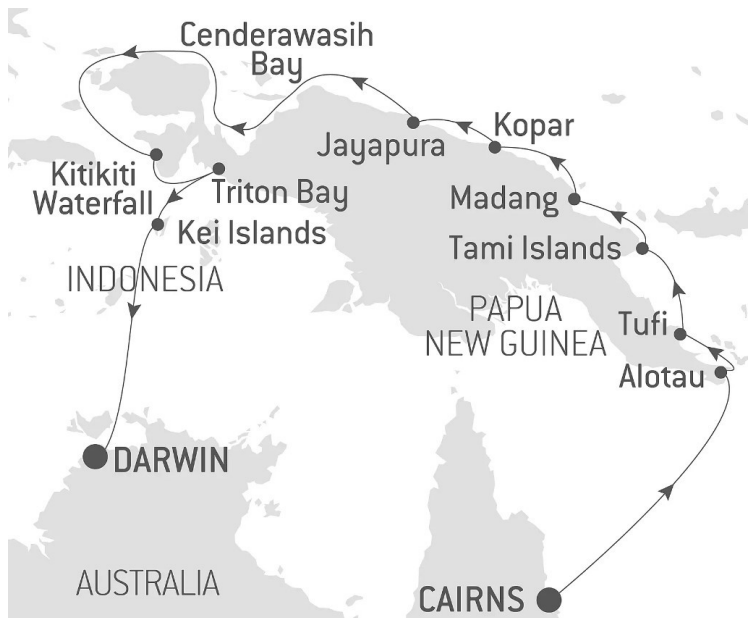 Cenderawasih
Bay
Kopar
Jayapura
Kitikiti
Waterfall
Triton Bay
Madang
Kei Islands
Tami Islands
INDONESIA
PAPUA
NEW GUINEA
Tufi
Alotau
DARWIN
AUSTRALIA
CAIRNS